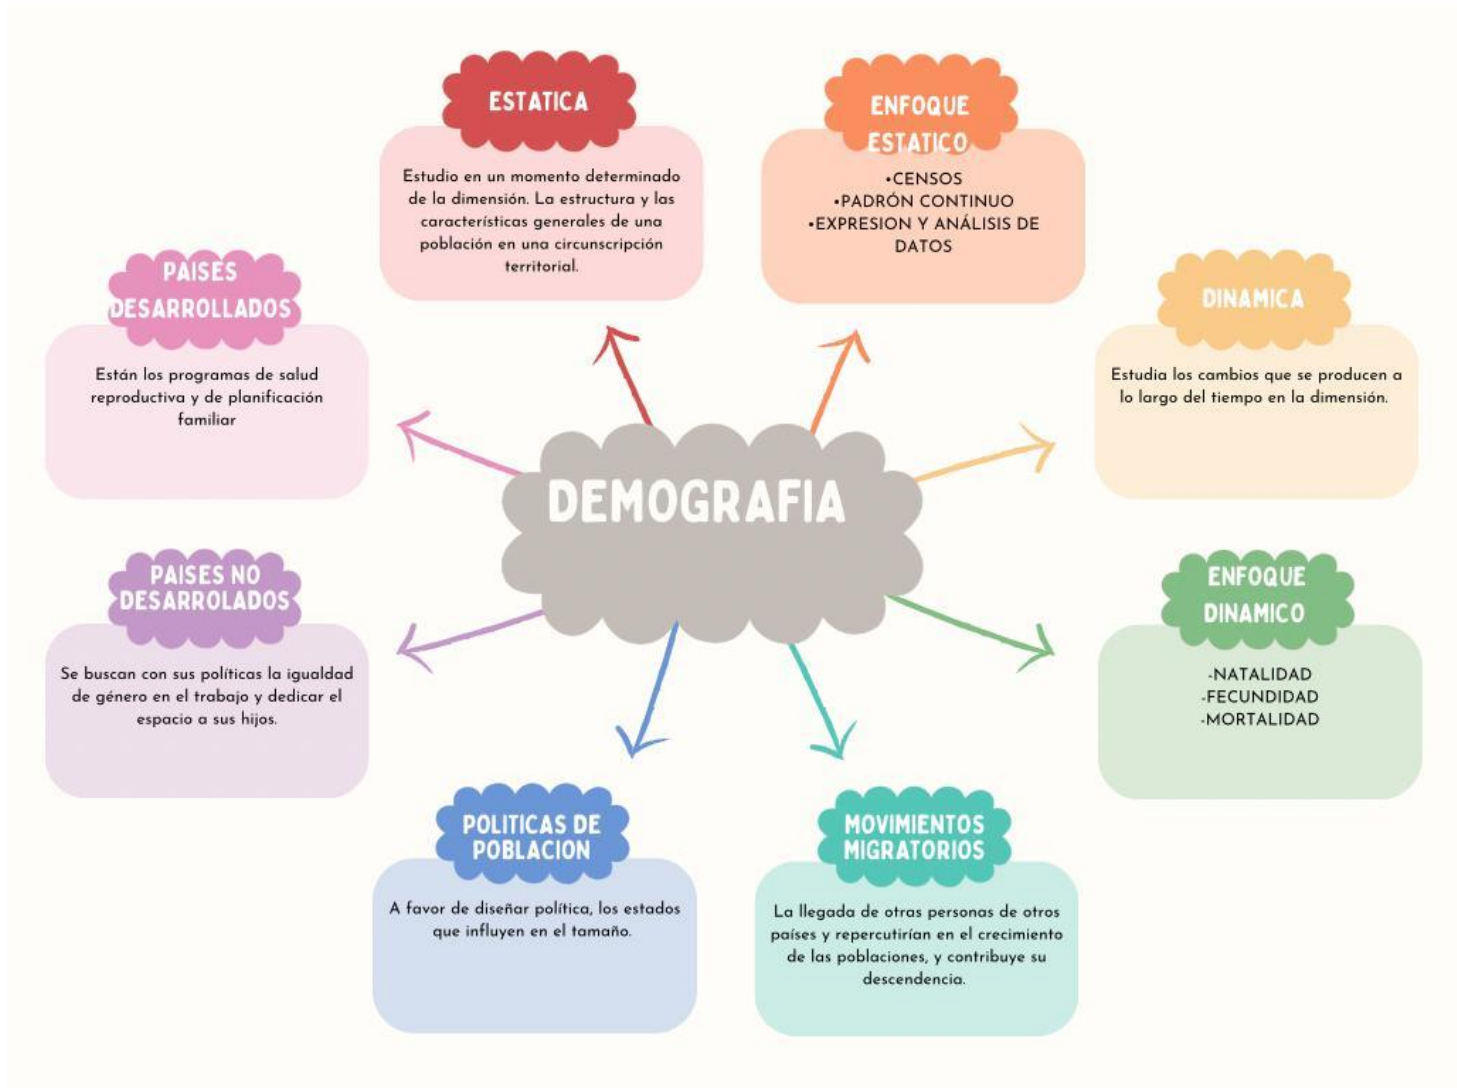 ESTATICA
Estudio en un momento determinado
de la dimensión. La estructura y las
características generales de una
población en una circunscripción
territorial.
ENFOQUE
ESTATICO
•CENSOS
•PADRÓN CONTINUO
•EXPRESION Y ANÁLISIS DE
DATOS
PAISES
DESARROLLADOS
Están los programas de salud
reproductiva y de planificación
familiar
DINAMICA
Estudia los cambios que se producen a
lo largo del tiempo en la dimensión.
DEMOGRAFIA
PAISES NO
DESARROLADOS
Se buscan con sus políticas la igualdad
de género en el trabajo y dedicar el
espacio a sus hijos.
ENFOQUE
DINAMICO
-NATALIDAD
-FECUNDIDAD
-MORTALIDAD
POLITICAS DE
POBLACION
A favor de diseñar política, los estados
que influyen en el tamaño.
MOVIMIENTOS
MIGRATORIOS
La llegada de otras personas de otros
países y repercutirían en el crecimiento
de las poblaciones, y contribuye su
descendencia.